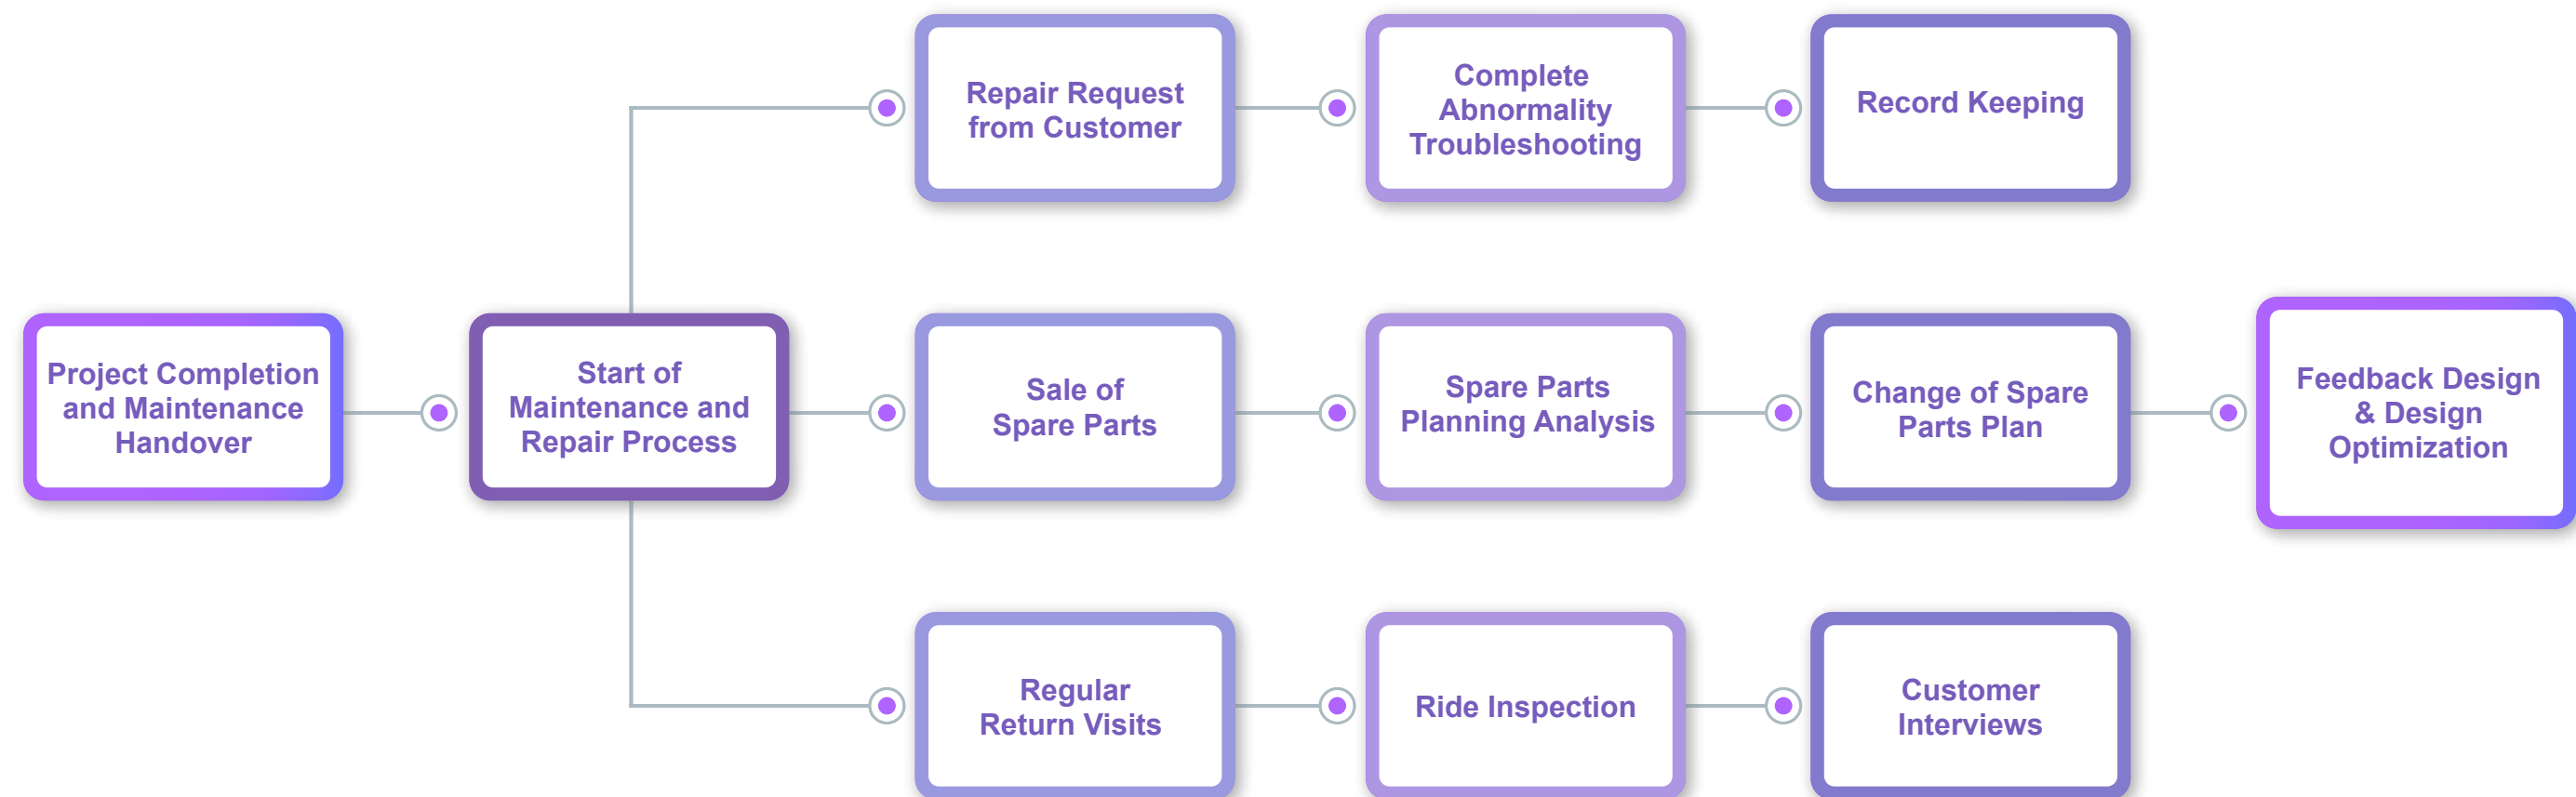 Repair Request
from Customer
Complete
Abnormality
Troubleshooting
Record Keeping
Project Completion
and Maintenance
Handover
Start of
Maintenance and
Repair Process
Sale of
Spare Parts
Spare Parts
Planning Analysis
Change of Spare
Parts Plan
Feedback Design
& Design
Optimization
Regular
Return Visits
Ride Inspection
Customer
Interviews